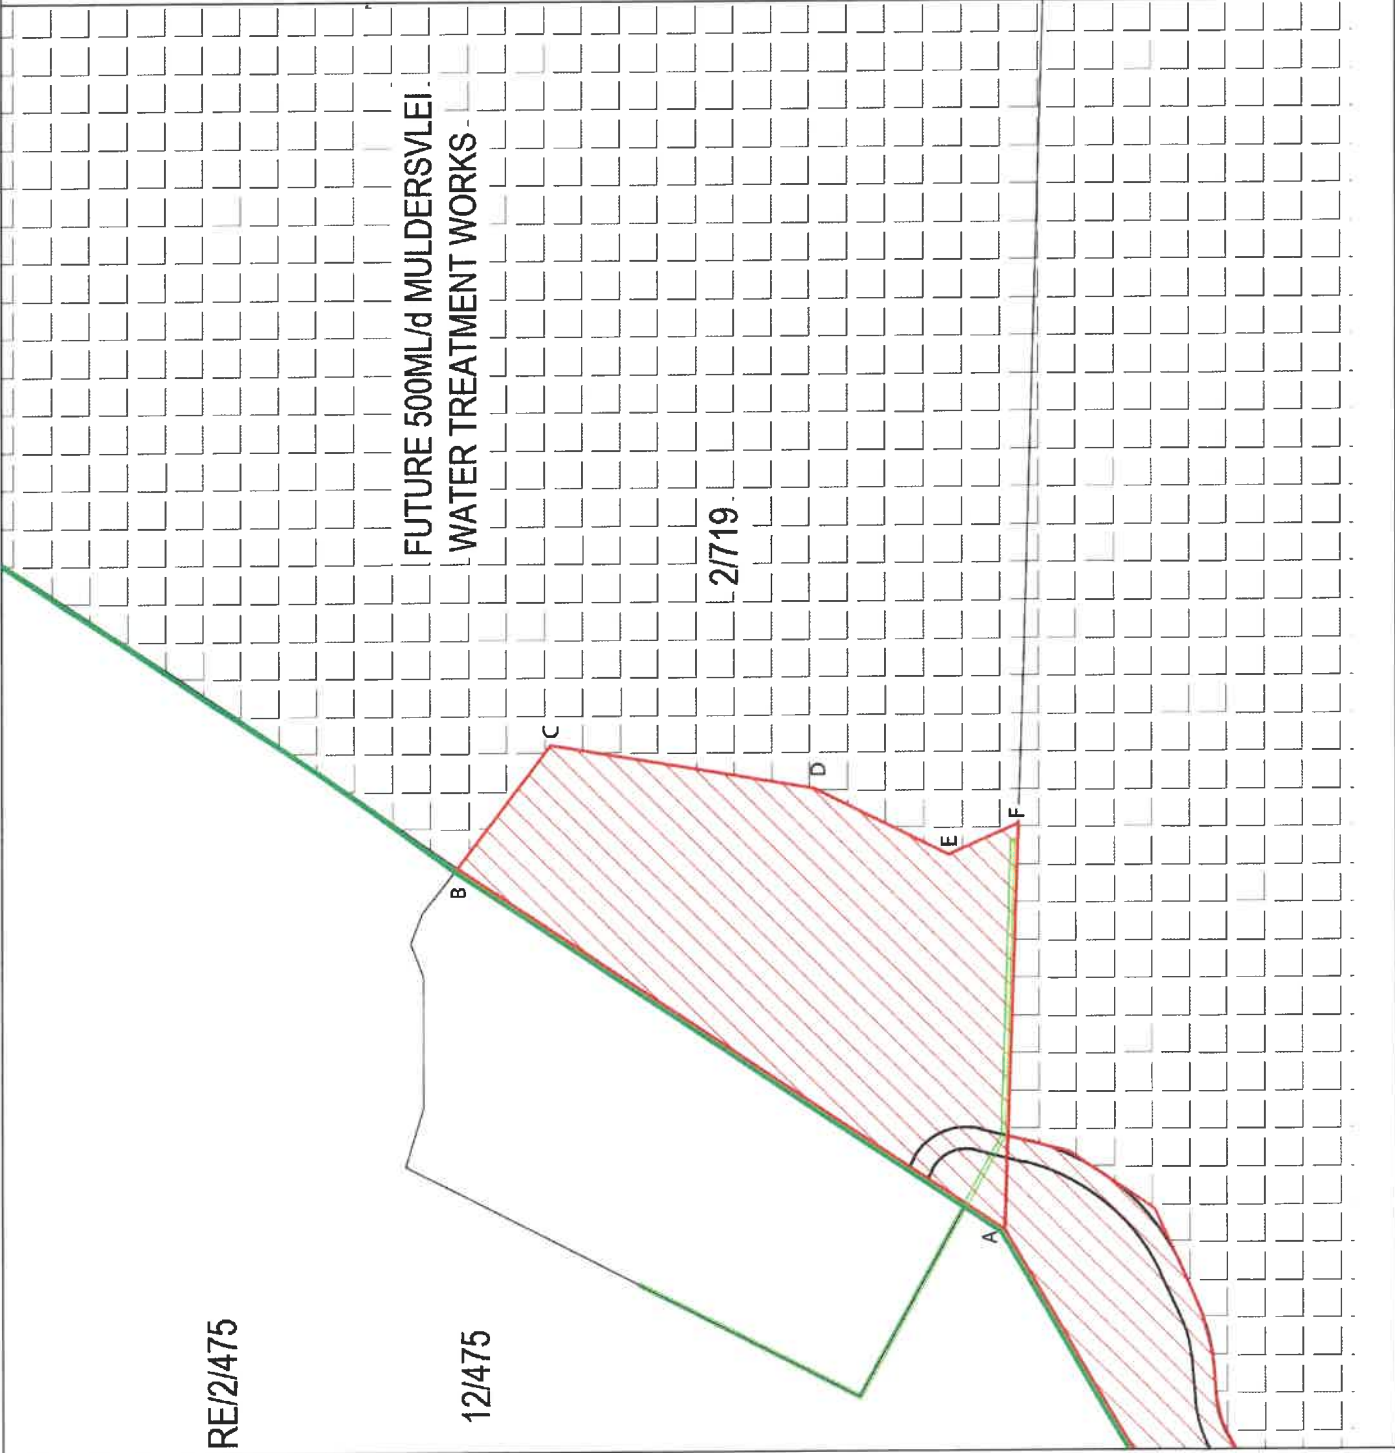 RE/2/475
12/475
FUTURE 500ML/d MULDERSVLEI
WATER TREATMENT WORKS
2/719
A
B
C
D
E
F